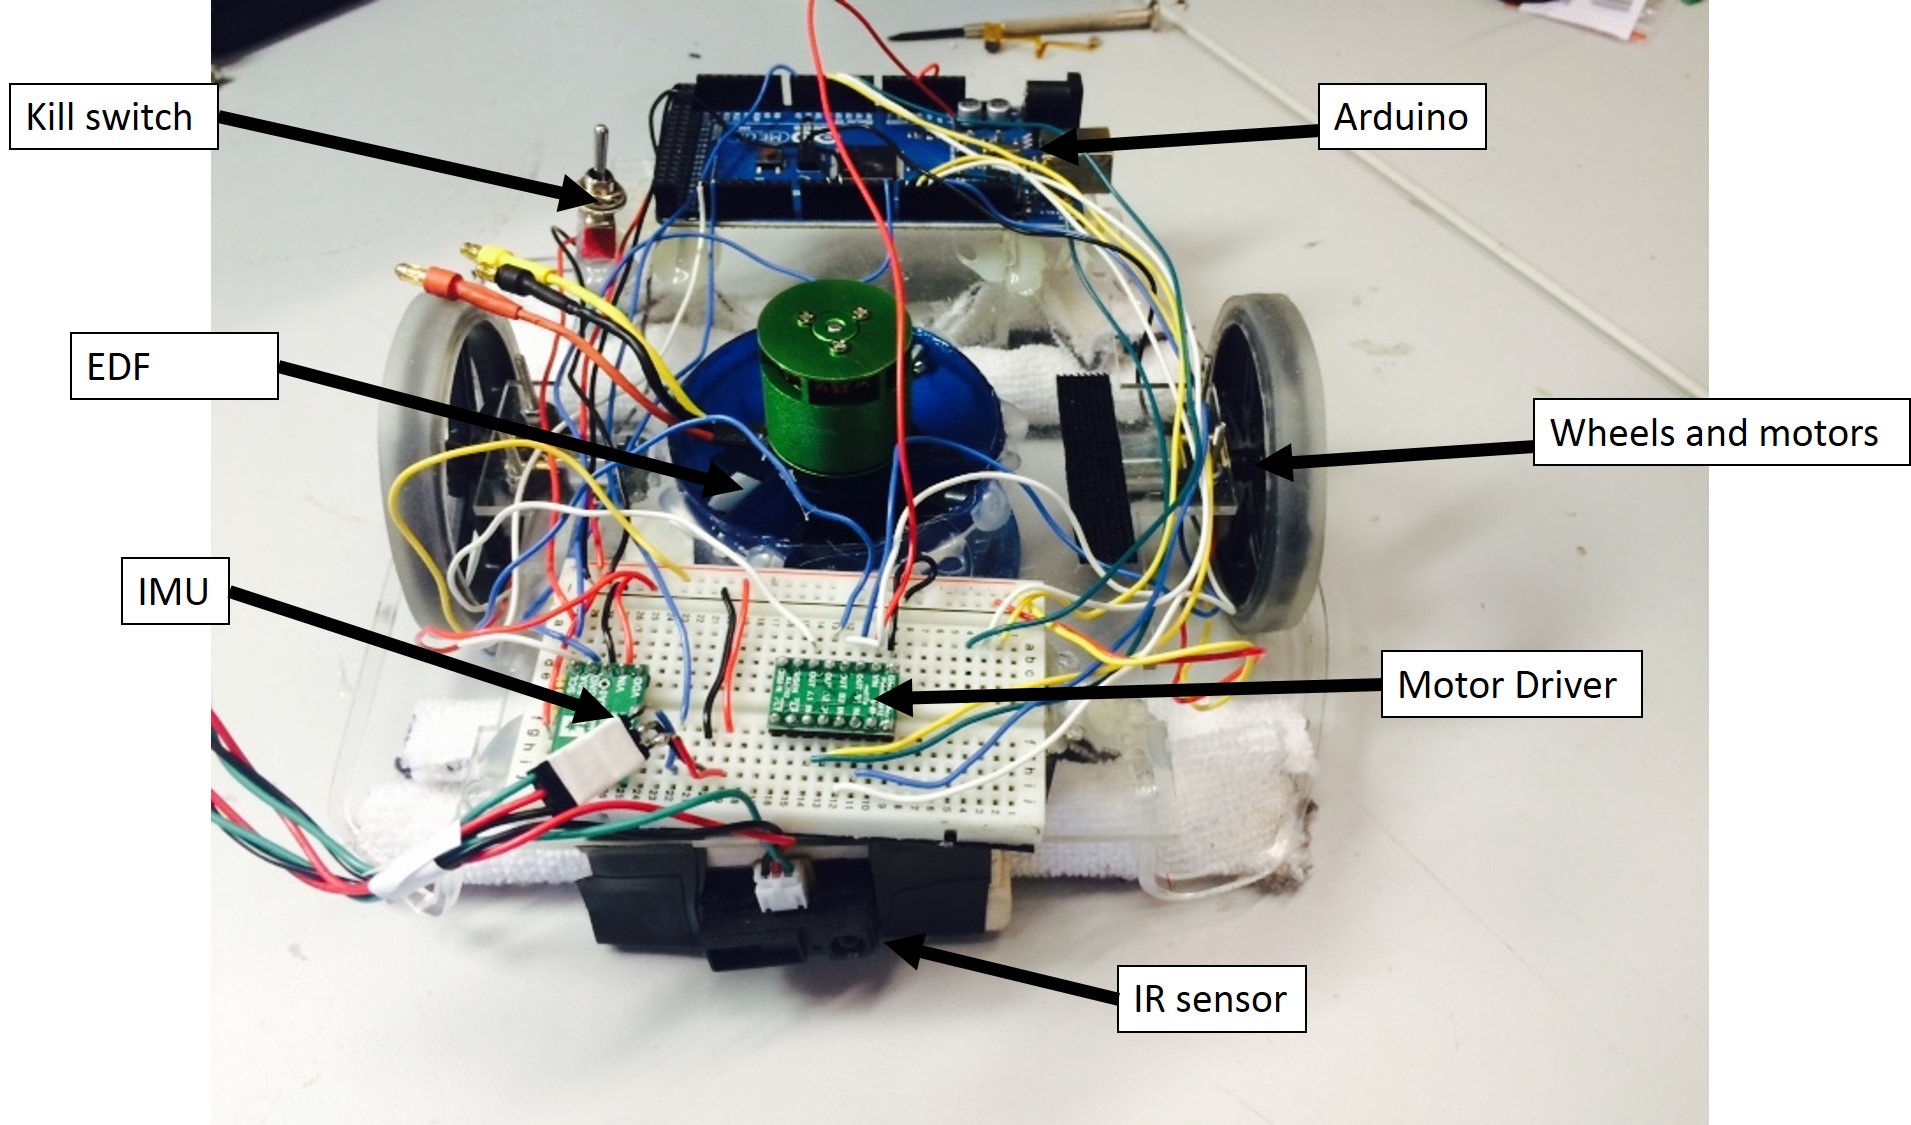 Kill switch
Arduino
EDF
Wheels and motors
IMU
Motor Driver
IR sensor